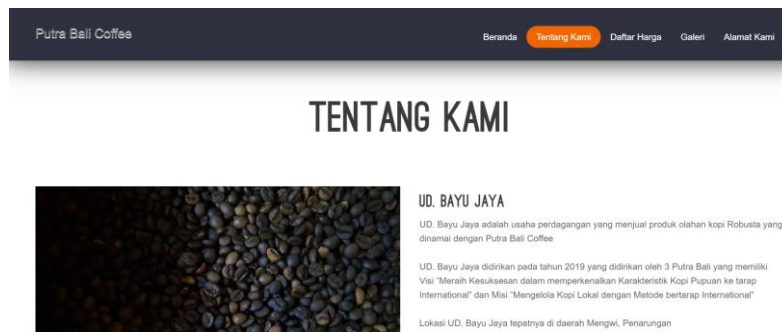 Putra Bali Coffee
Beranda Tentang Kami Daftar Harga Galeri Alamat Kami
TENTANG KAMI
UD. BAYU JAYA
UD. Bayu Jaya adalah usaha perdagangan yang menjual produk olahan kopi Robusta yang
dinamai dengan Putra Bali Coffee
UD. Bayu Jaya didirikan pada tahun 2019 yang didirikan oleh 3 Putra Bali yang memiliki
Visi "Meraih Kesuksesan dalam memperkenalkan Karakteristik Kopi Pupuan ke tarap
International" dan Misi "Mengelola Kopi Lokal dengan Metode bertarap International"
Lokasi UD. Bayu Jaya tepatnya di daerah Mengwi, Penarungan